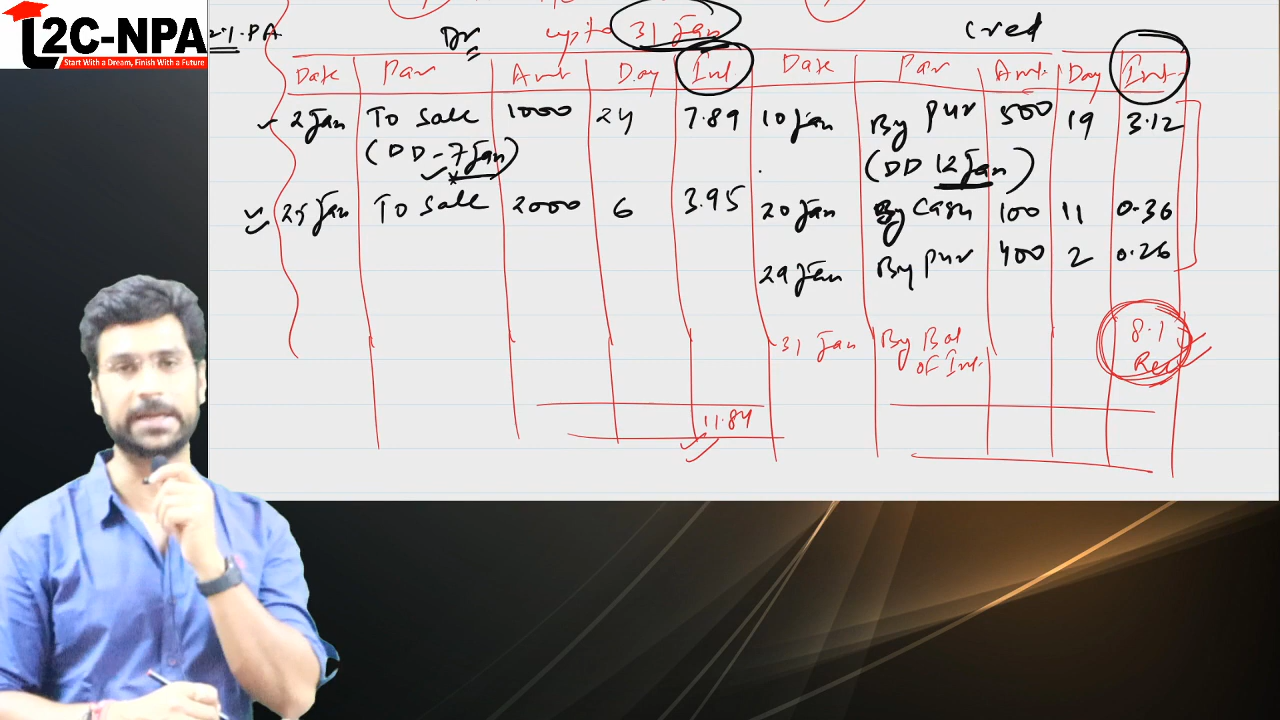 L2C-NPA
Start With a Dream, Finish With a Future
PA
Dr upto 31 Jan Cred
Date Par Amt Day Int Date Par Amt. Day Int.
2 Jan To Sale 1000 24 7.89 10 Jan By Pur 500 19 3.12
(DD - 7 Jan) (DD 12 Jan)
25 Jan To Sale 2000 6 3.95 20 Jan By Cash 100 11 0.36
29 Jan By Pur 400 2 0.26
31 Jan By Bal
OF Int.
8.1
11.84